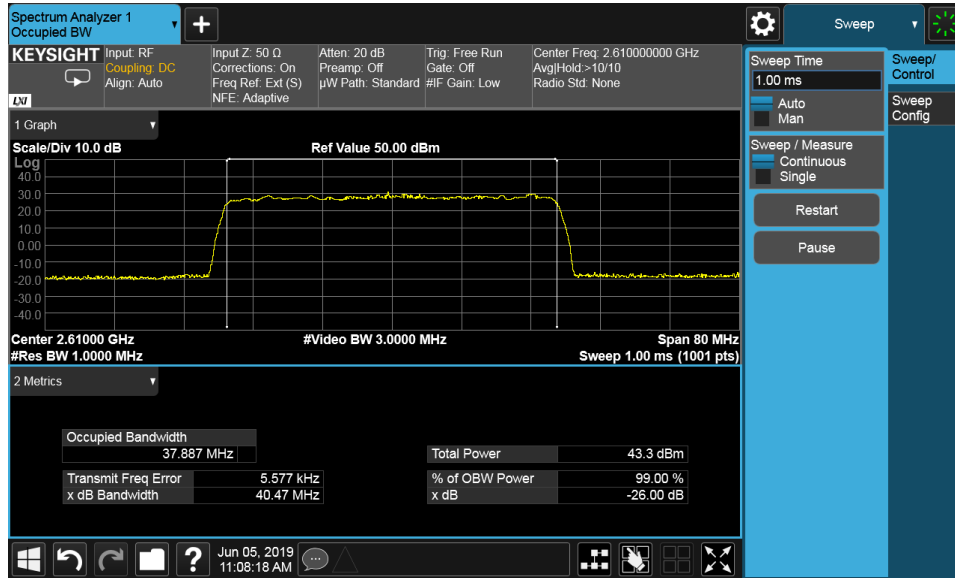 Spectrum Analyzer 1
Occupied BW
+
Sweep
KEYSIGHT
Input: RF
Coupling: DC
Align: Auto
Input Z: 50 Ω
Corrections: On
Freq Ref: Ext (S)
NFE: Adaptive
Atten: 20 dB
Preamp: Off
µW Path: Standard
Trig: Free Run
Gate: Off
#IF Gain: Low
Center Freq: 2.610000000 GHz
Avg|Hold:>10/10
Radio Std: None
LXI
Sweep Time
1.00 ms
Auto
Man
Sweep / Measure
Continuous
Single
Restart
Pause
Sweep/
Control
Sweep
Config
1 Graph
Scale/Div 10.0 dB
Ref Value 50.00 dBm
Log
40.0
30.0
20.0
10.0
0.00
-10.0
-20.0
-30.0
-40.0
Center 2.61000 GHz
#Video BW 3.0000 MHz
Span 80 MHz
#Res BW 1.0000 MHz
Sweep 1.00 ms (1001 pts)
2 Metrics
Occupied Bandwidth
37.887 MHz
Total Power 43.3 dBm
Transmit Freq Error 5.577 kHz
% of OBW Power 99.00 %
x dB Bandwidth 40.47 MHz
x dB -26.00 dB
?
Jun 05, 2019
11:08:18 AM